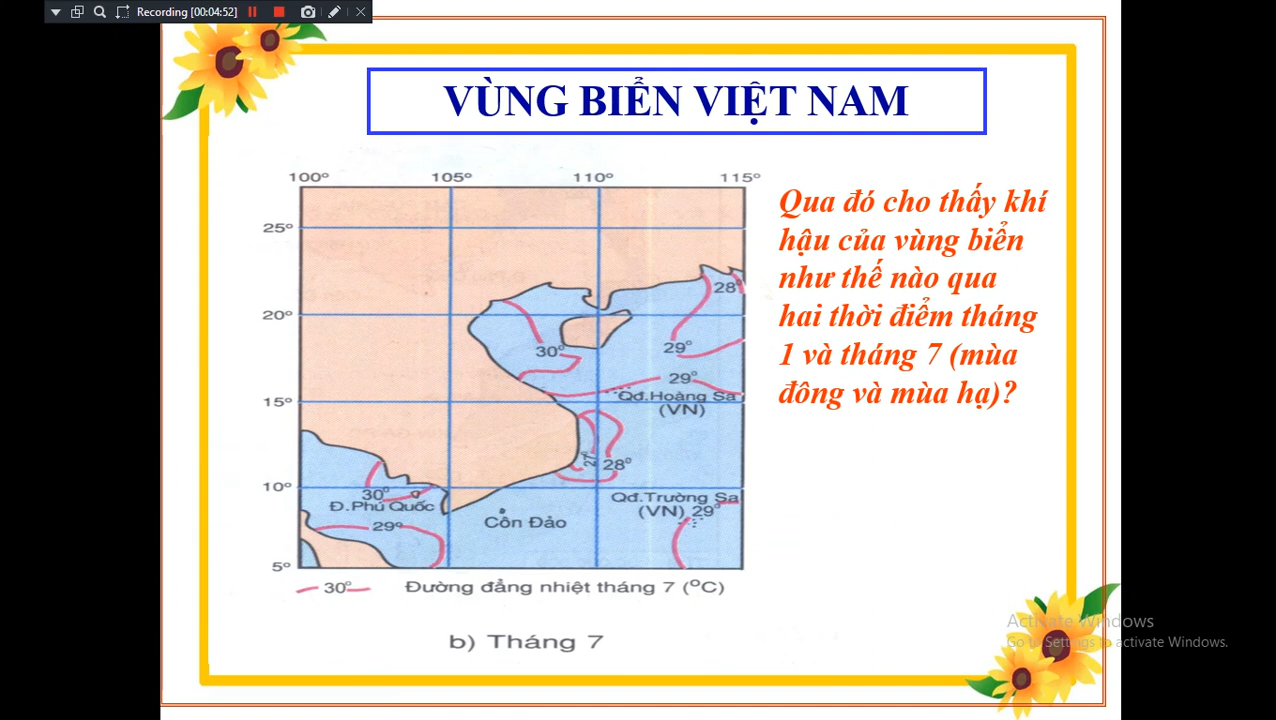 Recording [00:04:52]
VÙNG BIỂN VIỆT NAM
100° 105° 110° 115°
Qua đó cho thấy khí
hậu của vùng biển
như thế nào qua
hai thời điểm tháng
1 và tháng 7 (mùa
đông và mùa hạ)?
25°
28°
20°
29°
30°
29°
Qđ.Hoàng Sa
(VN)
15°
27°
28°
10°
30°
Đ.Phú Quốc
Qđ.Trường Sa
(VN) 29°
Côn Đảo
29°
5°
30° Đường đẳng nhiệt tháng 7 (°C)
b) Tháng 7
Activate Windows
Go to Settings to activate Windows.